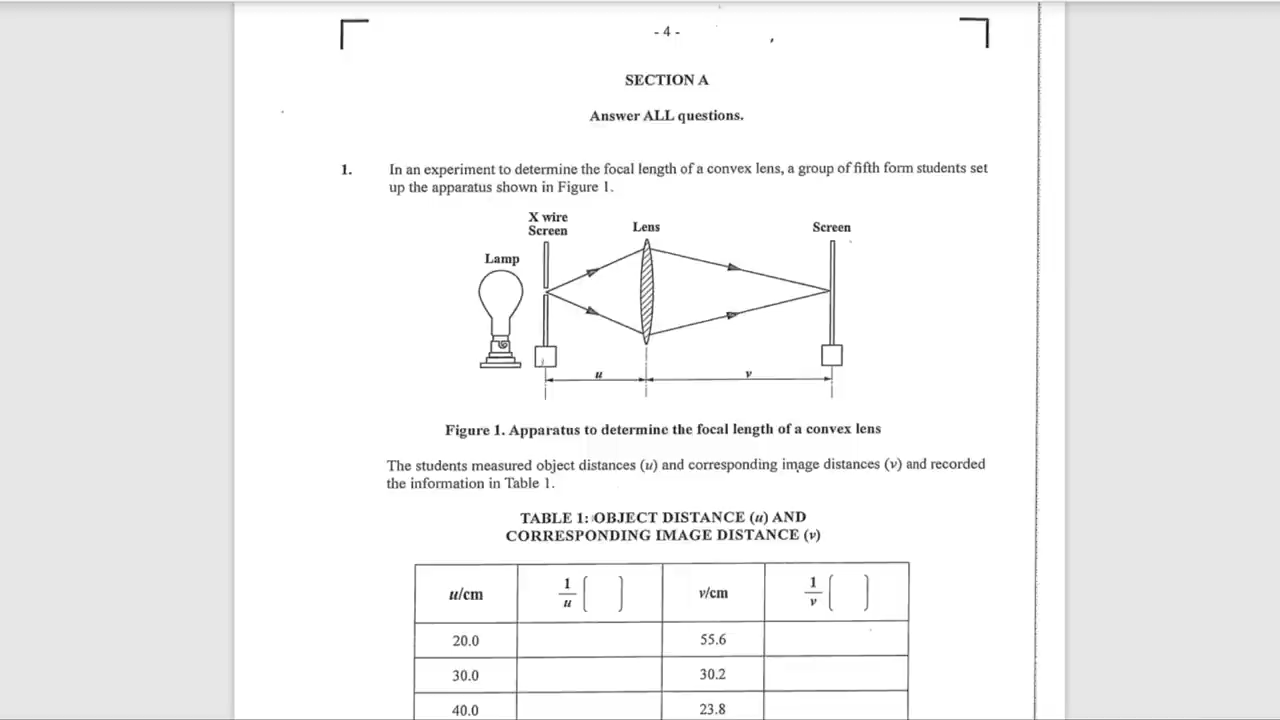 - 4 -
SECTION A
Answer ALL questions.
1. In an experiment to determine the focal length of a convex lens, a group of fifth form students set
up the apparatus shown in Figure 1.
X wire
Screen
Lens
Screen
Lamp
u
v
Figure 1. Apparatus to determine the focal length of a convex lens
The students measured object distances (u) and corresponding image distances (v) and recorded
the information in Table 1.
TABLE 1: OBJECT DISTANCE (u) AND
CORRESPONDING IMAGE DISTANCE (v)
u/cm 1/u ( ) v/cm 1/v ( )
20.0 55.6
30.0 30.2
40.0 23.8